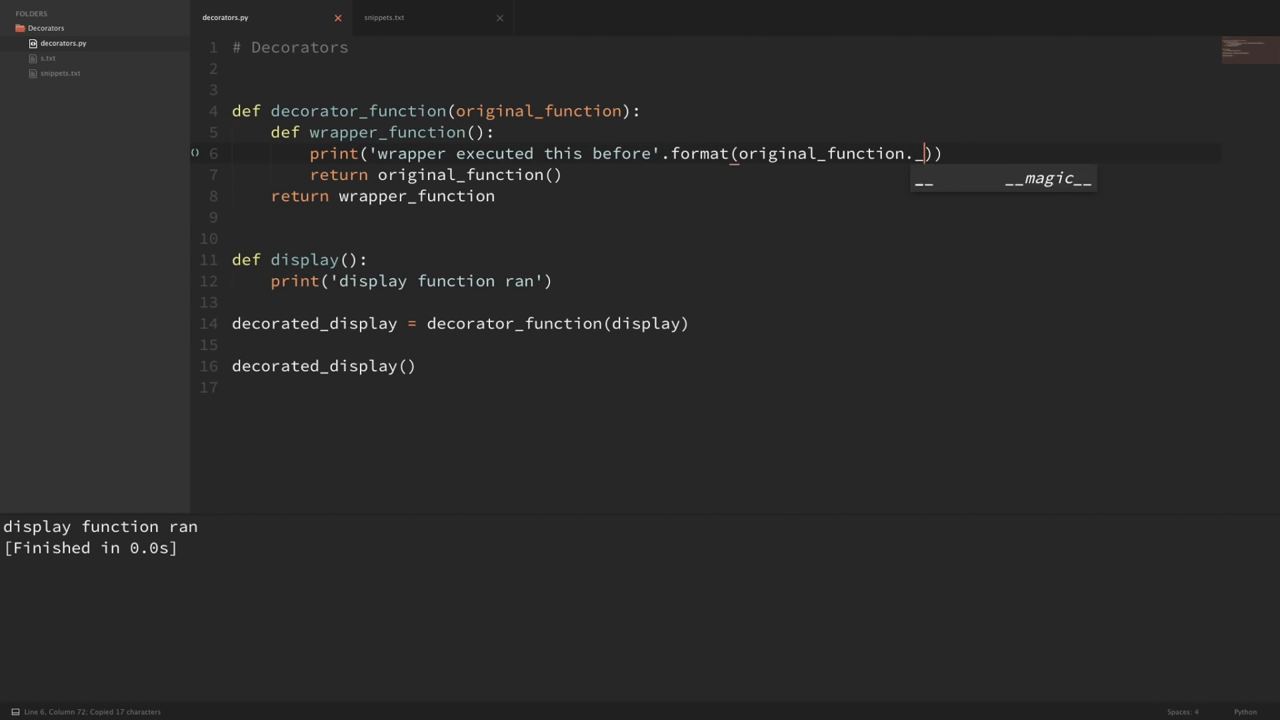 FOLDERS
Decorators
decorators.py
s.txt
snippets.txt
decorators.py
snippets.txt
1 # Decorators
2
3
4 def decorator_function(original_function):
5 def wrapper_function():
6 print('wrapper executed this before'.format(original_function._))
__ __magic__
7 return original_function()
8 return wrapper_function
9
10
11 def display():
12 print('display function ran')
13
14 decorated_display = decorator_function(display)
15
16 decorated_display()
17
display function ran
[Finished in 0.0s]
Line 6, Column 72; Copied 17 characters
Spaces: 4
Python